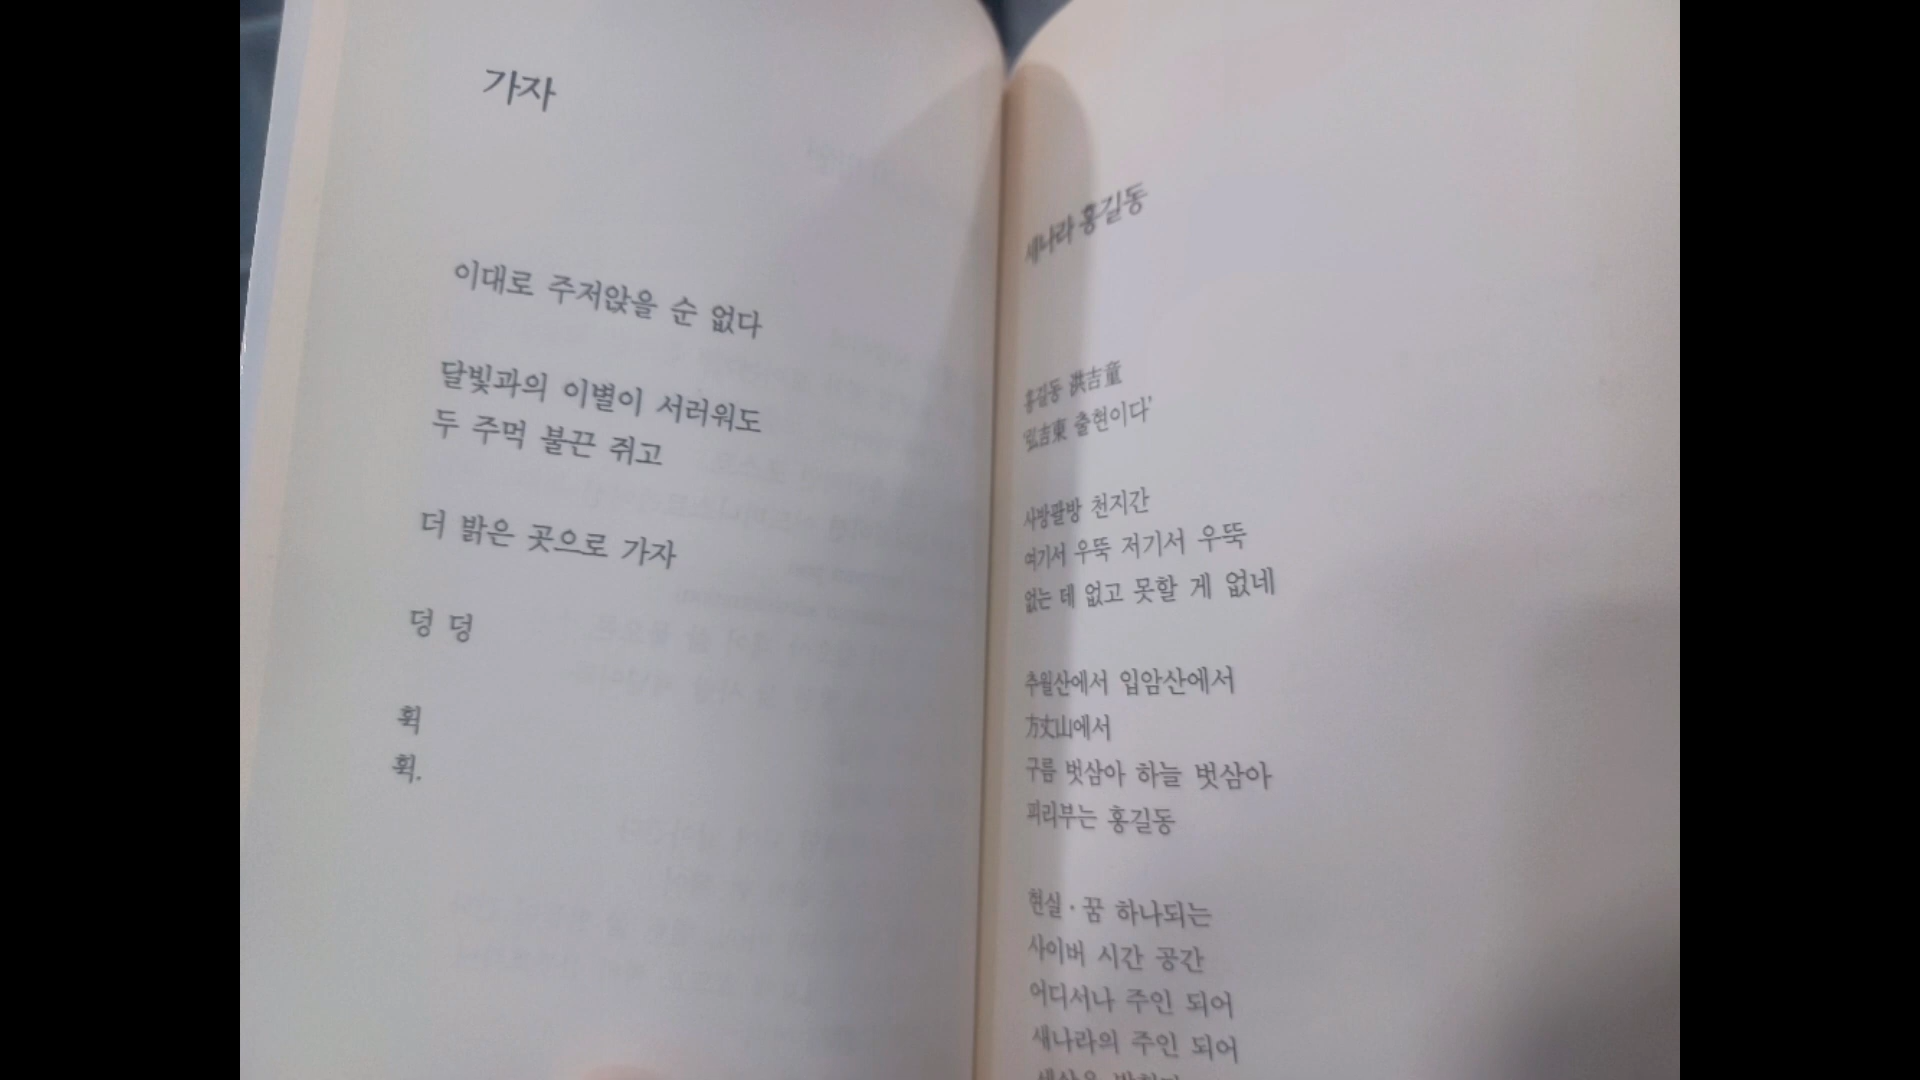 가자
이대로 주저앉을 순 없다
달빛과의 이별이 서러워도
두 주먹 불끈 쥐고
더 밝은 곳으로 가자
덩 덩
휙
휙.
새나라 홍길동
홍길동 洪吉童
'弘吉東 출현이다'
사방팔방 천지간
여기서 우뚝 저기서 우뚝
없는 데 없고 못할 게 없네
추월산에서 입암산에서
方丈山에서
구름 벗삼아 하늘 벗삼아
피리부는 홍길동
현실·꿈 하나되는
사이버 시간 공간
어디서나 주인 되어
새나라의 주인 되어